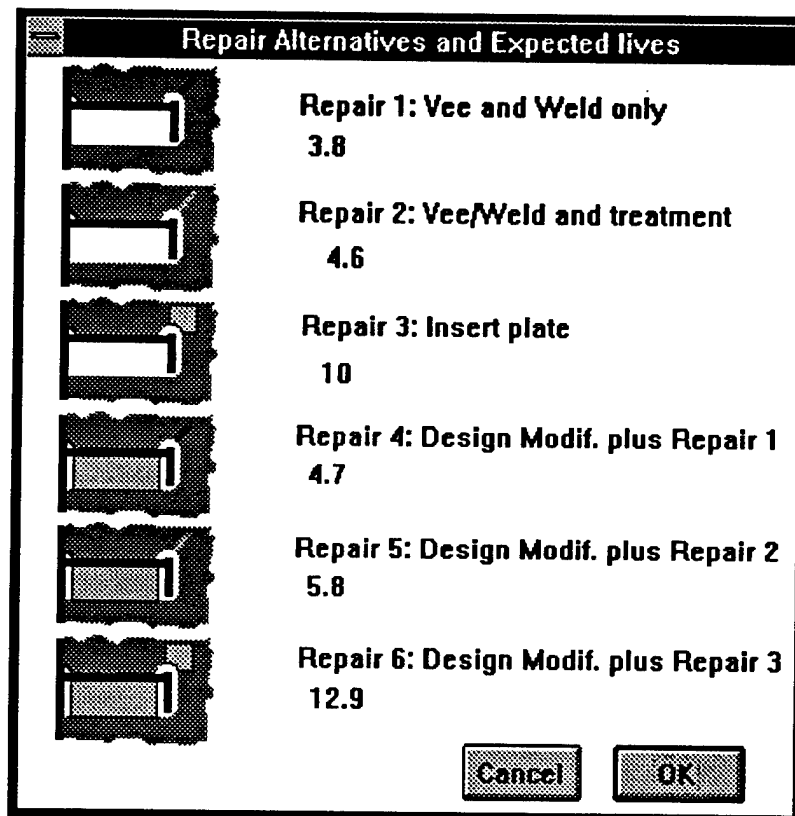 Repair Alternatives and Expected lives
Repair 1: Vee and Weld only
3.8
Repair 2: Vee/Weld and treatment
4.6
Repair 3: Insert plate
10
Repair 4: Design Modif. plus Repair 1
4.7
Repair 5: Design Modif. plus Repair 2
5.8
Repair 6: Design Modif. plus Repair 3
12.9
Cancel OK